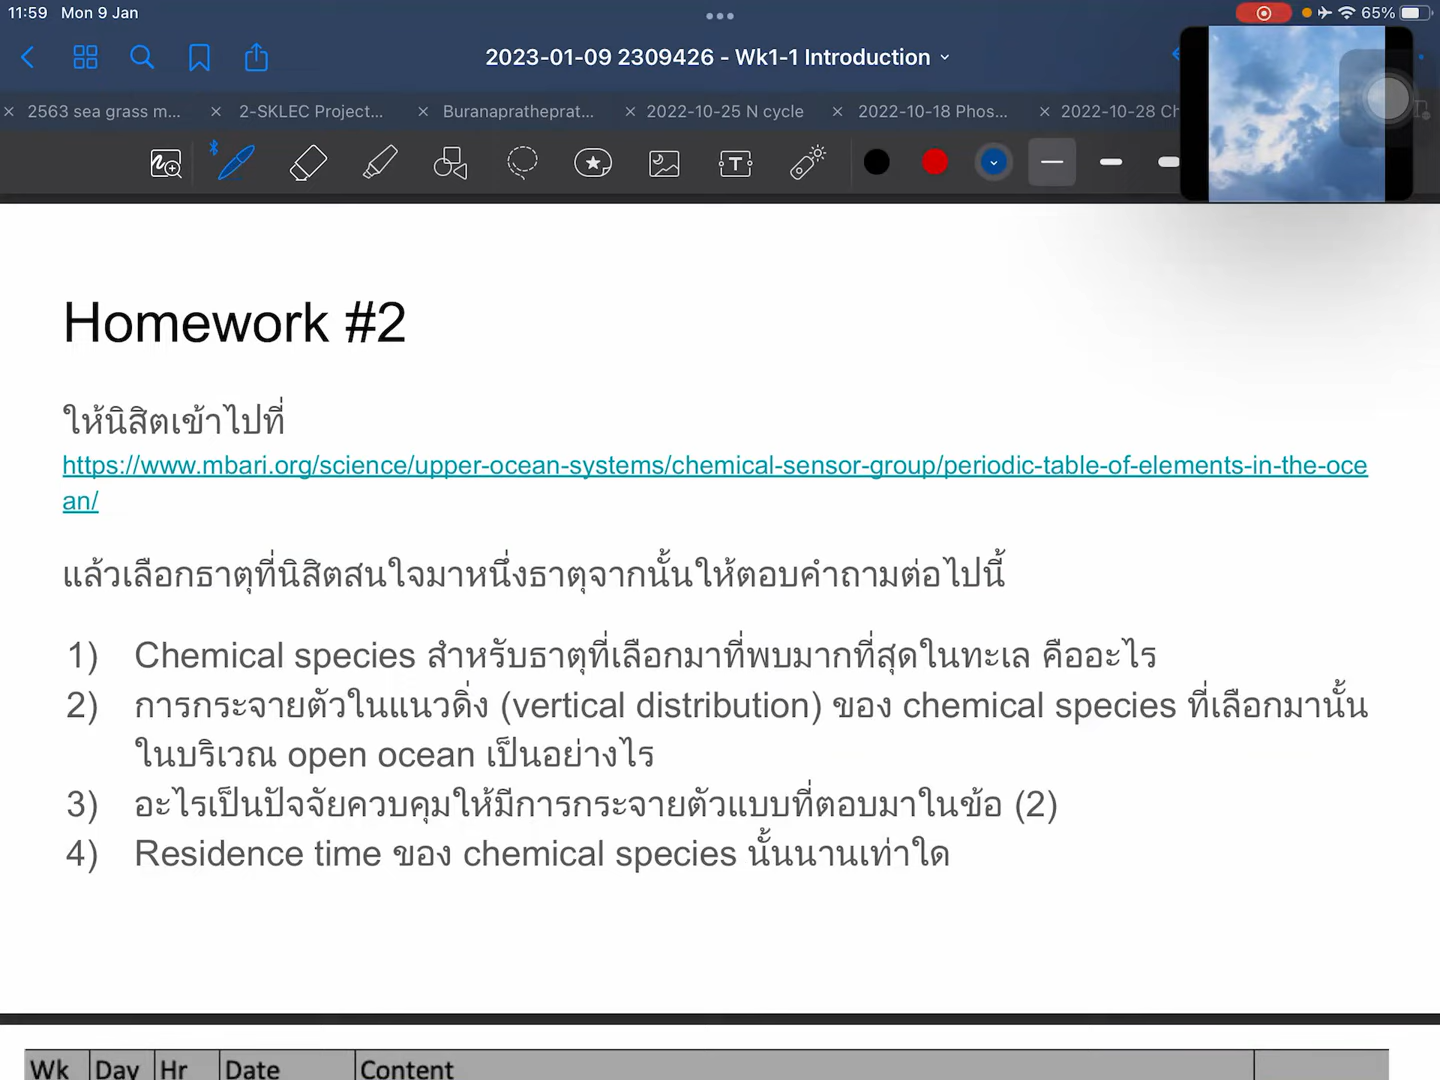 11:59 Mon 9 Jan
65%
2023-01-09 2309426 - Wk1-1 Introduction
2563 sea grass m...
2-SKLEC Project...
Buranapratheprat...
2022-10-25 N cycle
2022-10-18 Phos...
2022-10-28 Ch
Homework #2
ให้นิสิตเข้าไปที่
https://www.mbari.org/science/upper-ocean-systems/chemical-sensor-group/periodic-table-of-elements-in-the-oce
an/
แล้วเลือกธาตุที่นิสิตสนใจมาหนึ่งธาตุจากนั้นให้ตอบคำถามต่อไปนี้
1) Chemical species สำหรับธาตุที่เลือกมาที่พบมากที่สุดในทะเล คืออะไร
2) การกระจายตัวในแนวดิ่ง (vertical distribution) ของ chemical species ที่เลือกมานั้น
ในบริเวณ open ocean เป็นอย่างไร
3) อะไรเป็นปัจจัยควบคุมให้มีการกระจายตัวแบบที่ตอบมาในข้อ (2)
4) Residence time ของ chemical species นั้นนานเท่าใด
Wk Day Hr Date Content